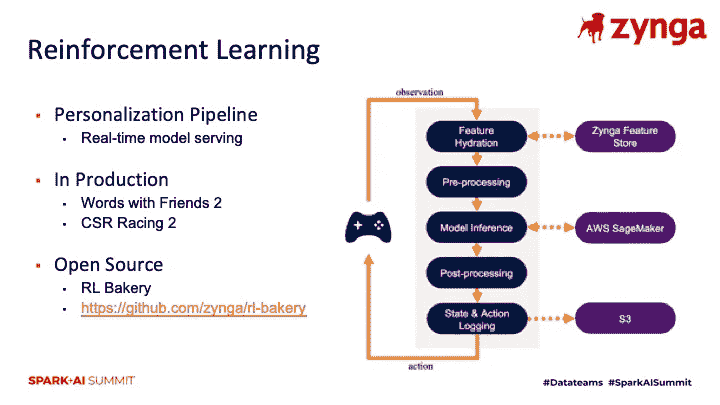 zynga
Reinforcement Learning
Personalization Pipeline
Real-time model serving
In Production
Words with Friends 2
CSR Racing 2
Open Source
RL Bakery
https://github.com/zynga/rl-bakery
observation
Feature
Hydration
Zynga Feature
Store
Pre-processing
Model Inference
AWS SageMaker
Post-processing
State & Action
Logging
S3
action
SPARK+AI SUMMIT
#Datateams #SparkAISummit